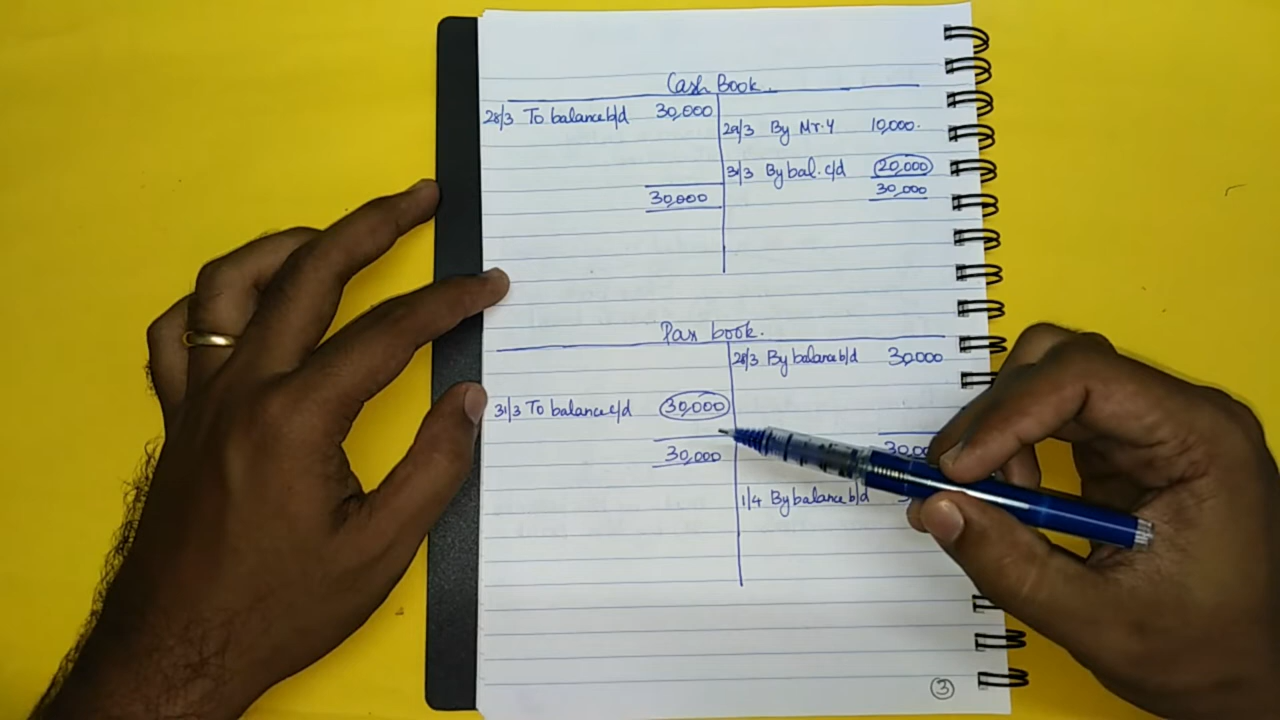 Cash Book.
28/3 To balance b/d 30,000
29/3 By Mr. Y 10,000.
31/3 By bal. c/d 20,000
30,000 30,000
Pass book.
28/3 By balance b/d 30,000
31/3 To balance c/d 30,000
30,000
1/4 By balance b/d
3